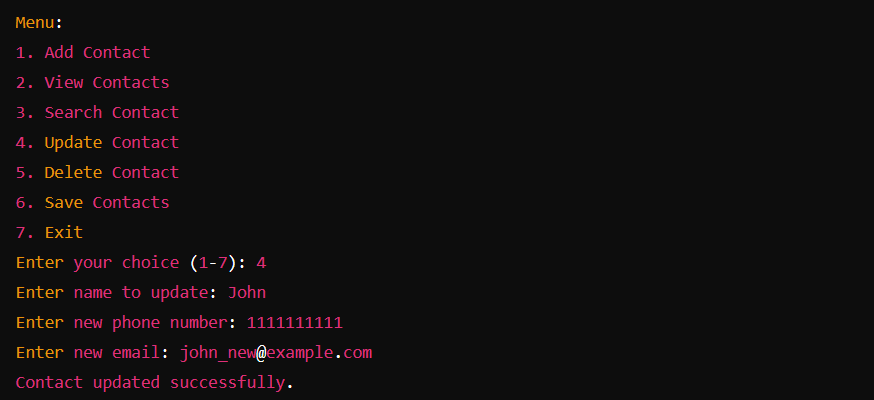 Menu:
1. Add Contact
2. View Contacts
3. Search Contact
4. Update Contact
5. Delete Contact
6. Save Contacts
7. Exit
Enter your choice (1-7): 4
Enter name to update: John
Enter new phone number: 1111111111
Enter new email: john_new@example.com
Contact updated successfully.